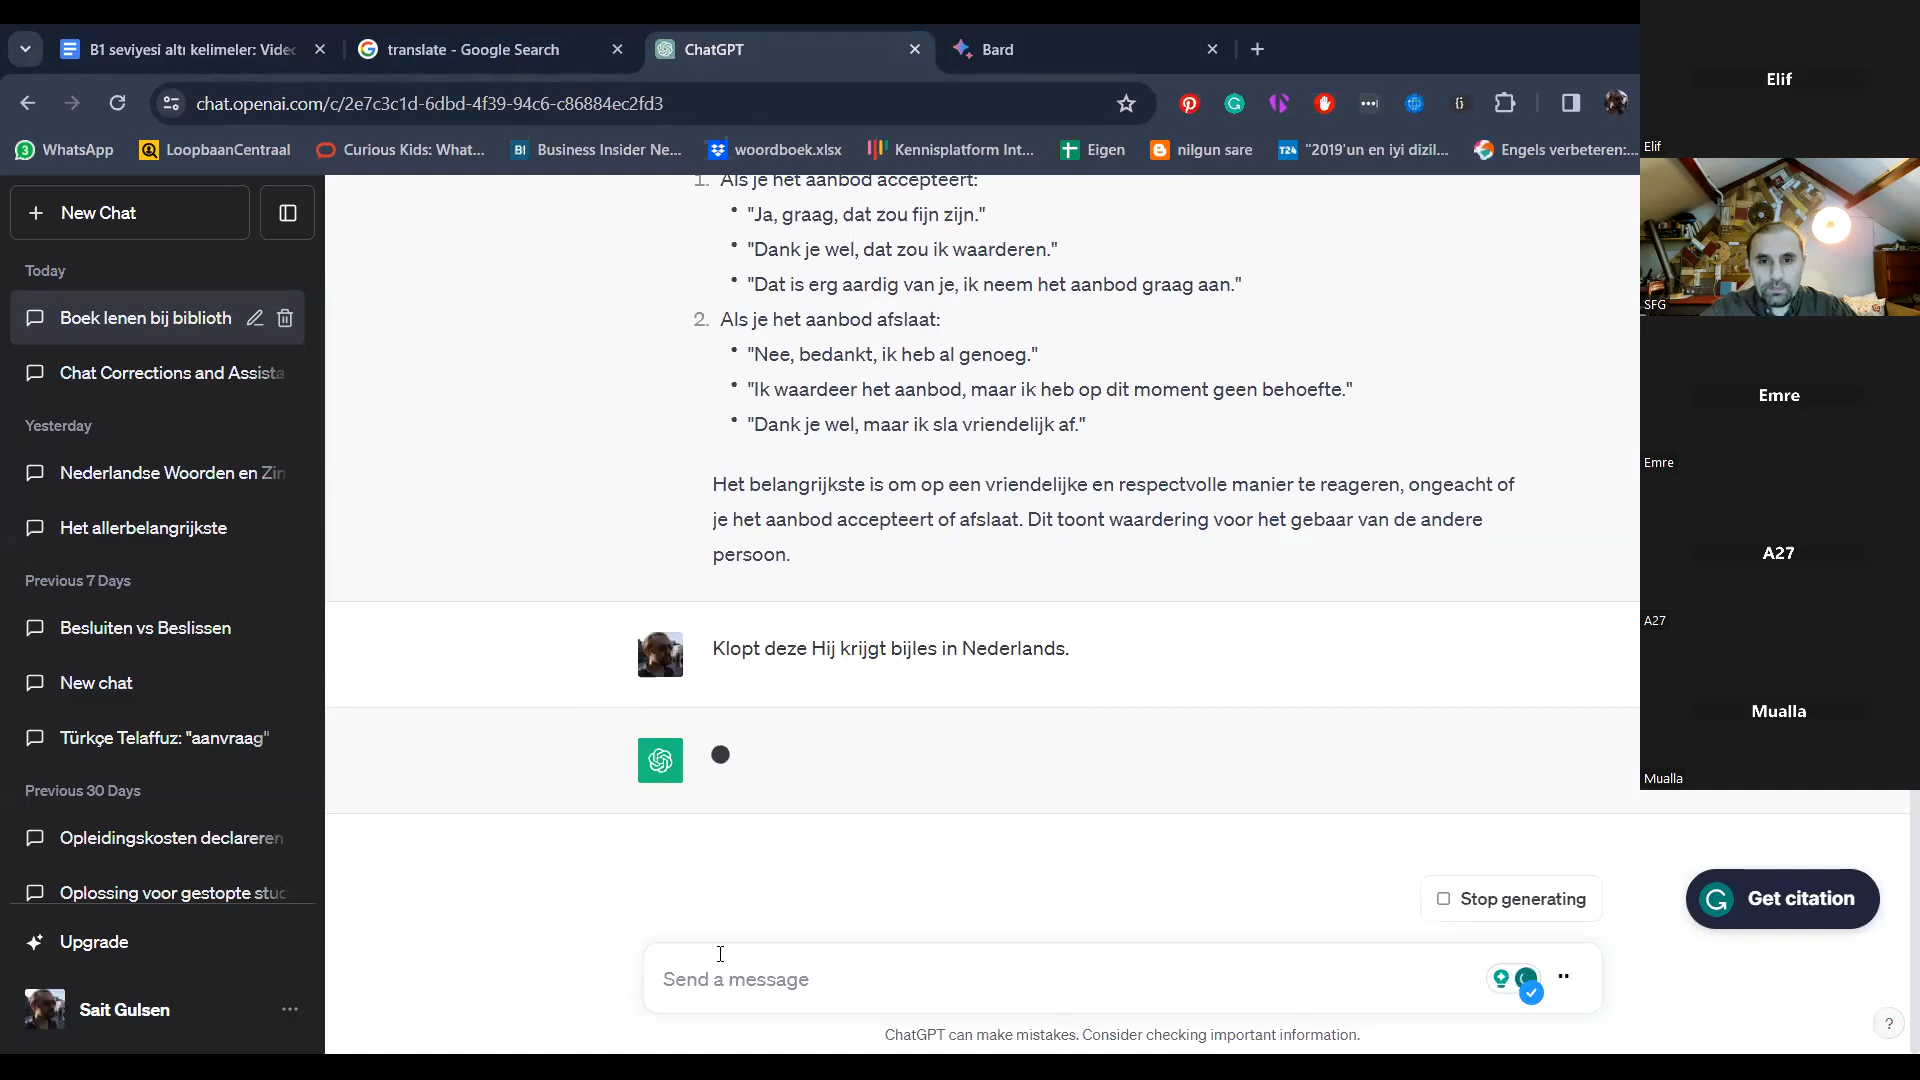 B1 seviyesi altı kelimeler: Videc
translate - Google Search
ChatGPT
Bard
chat.openai.com/c/2e7c3c1d-6dbd-4f39-94c6-c86884ec2fd3
WhatsApp
LoopbaanCentraal
Curious Kids: What...
BI
Business Insider Ne...
woordboek.xlsx
Kennisplatform Int...
Eigen
nilgun sare
T24
"2019'un en iyi dizil...
Engels verbeteren:...
New Chat
Today
Boek lenen bij biblioth
Chat Corrections and Assista
Yesterday
Nederlandse Woorden en Zin
Het allerbelangrijkste
Previous 7 Days
Besluiten vs Beslissen
New chat
Türkçe Telaffuz: "aanvraag"
Previous 30 Days
Opleidingskosten declareren
Oplossing voor gestopte stud
Upgrade
Sait Gulsen
1. Als je het aanbod accepteert:
• "Ja, graag, dat zou fijn zijn."
• "Dank je wel, dat zou ik waarderen."
• "Dat is erg aardig van je, ik neem het aanbod graag aan."
2. Als je het aanbod afslaat:
• "Nee, bedankt, ik heb al genoeg."
• "Ik waardeer het aanbod, maar ik heb op dit moment geen behoefte."
• "Dank je wel, maar ik sla vriendelijk af."
Het belangrijkste is om op een vriendelijke en respectvolle manier te reageren, ongeacht of
je het aanbod accepteert of afslaat. Dit toont waardering voor het gebaar van de andere
persoon.
Klopt deze Hij krijgt bijles in Nederlands.
Stop generating
Get citation
Send a message
ChatGPT can make mistakes. Consider checking important information.
?
Elif
Elif
SFG
Emre
Emre
A27
A27
Mualla
Mualla